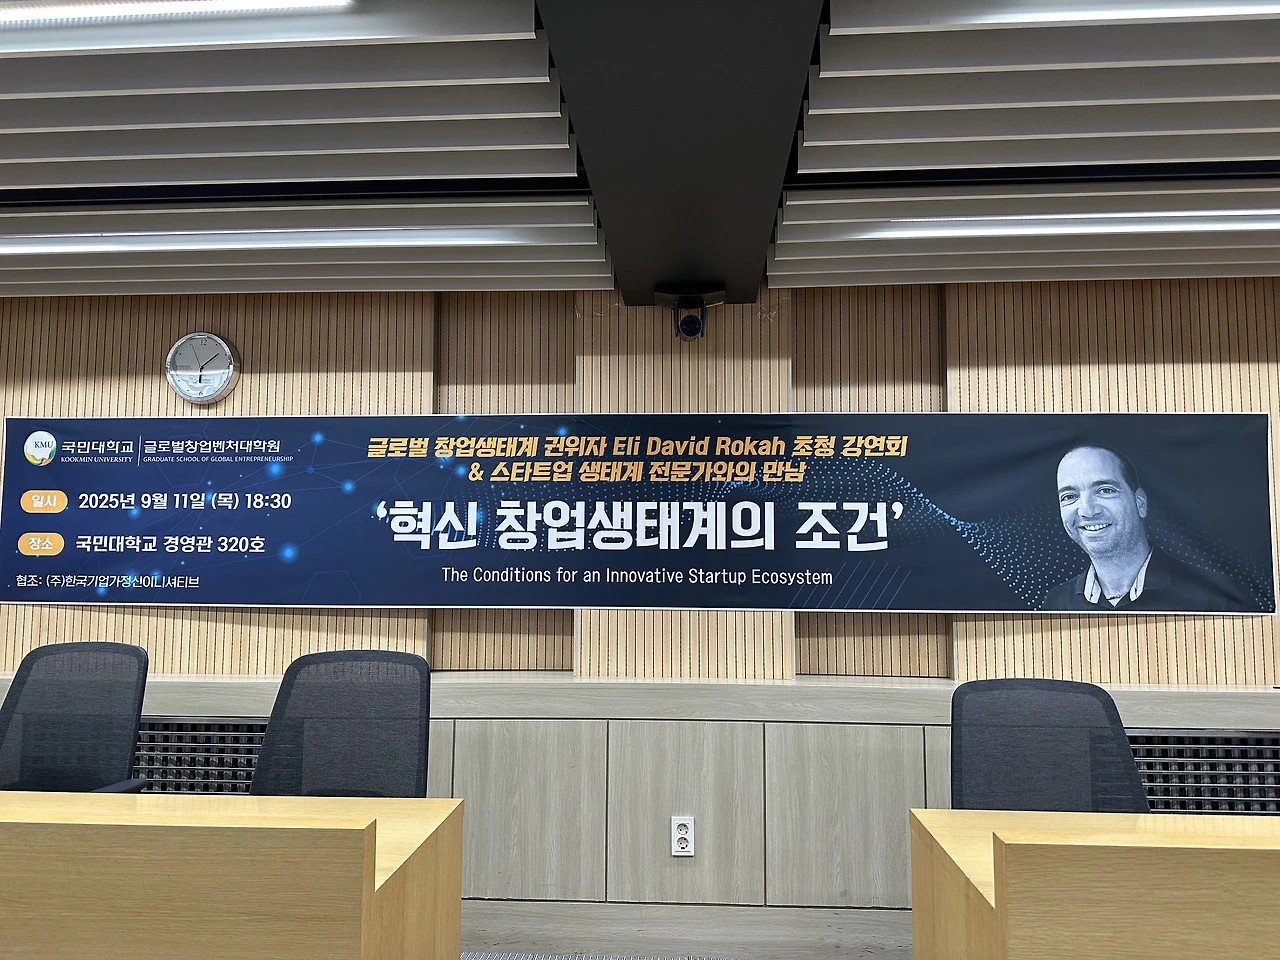 KMU 국민대학교 글로벌창업벤처대학원
KOOKMIN UNIVERSITY GRADUATE SCHOOL OF GLOBAL ENTREPRENEURSHIP
일시 2025년 9월 11일 (목) 18:30
장소 국민대학교 경영관 320호
협조: (주)한국기업가정신이니셔티브
글로벌 창업생태계 권위자 Eli David Rokah 초청 강연회
& 스타트업 생태계 전문가와의 만남
‘혁신 창업생태계의 조건’
The Conditions for an Innovative Startup Ecosystem
12